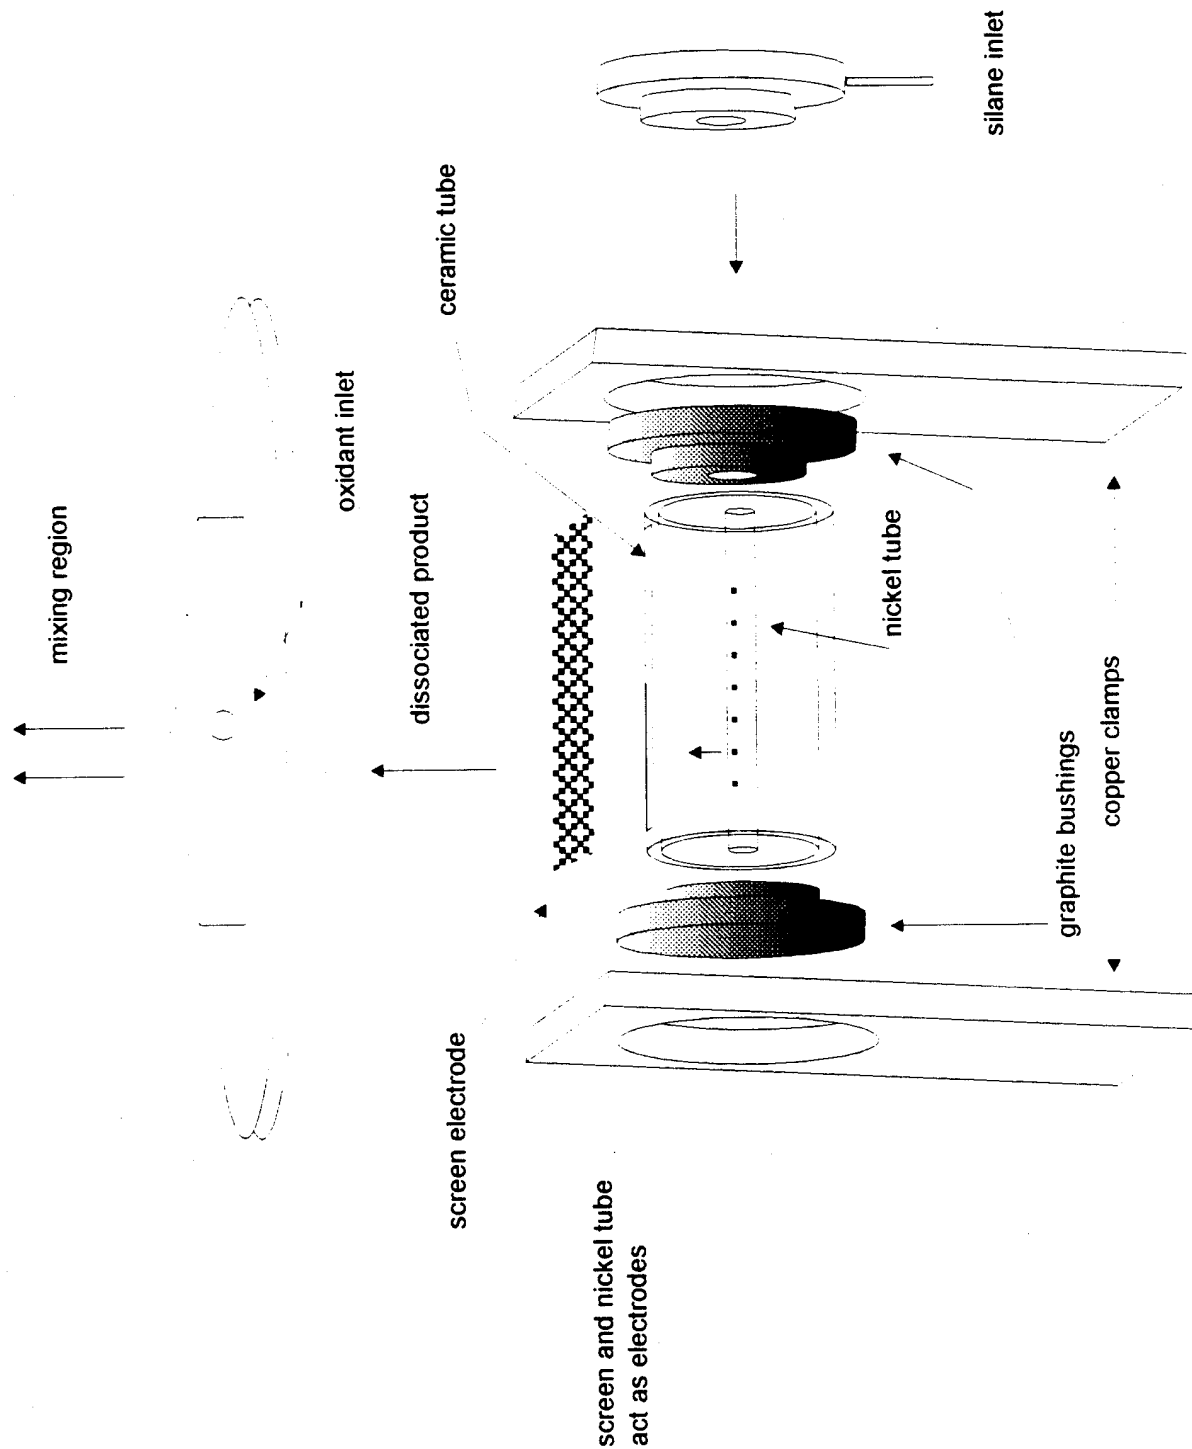 mixing region
oxidant inlet
dissociated product
ceramic tube
silane inlet
screen electrode
screen and nickel tube
act as electrodes
nickel tube
graphite bushings
copper clamps